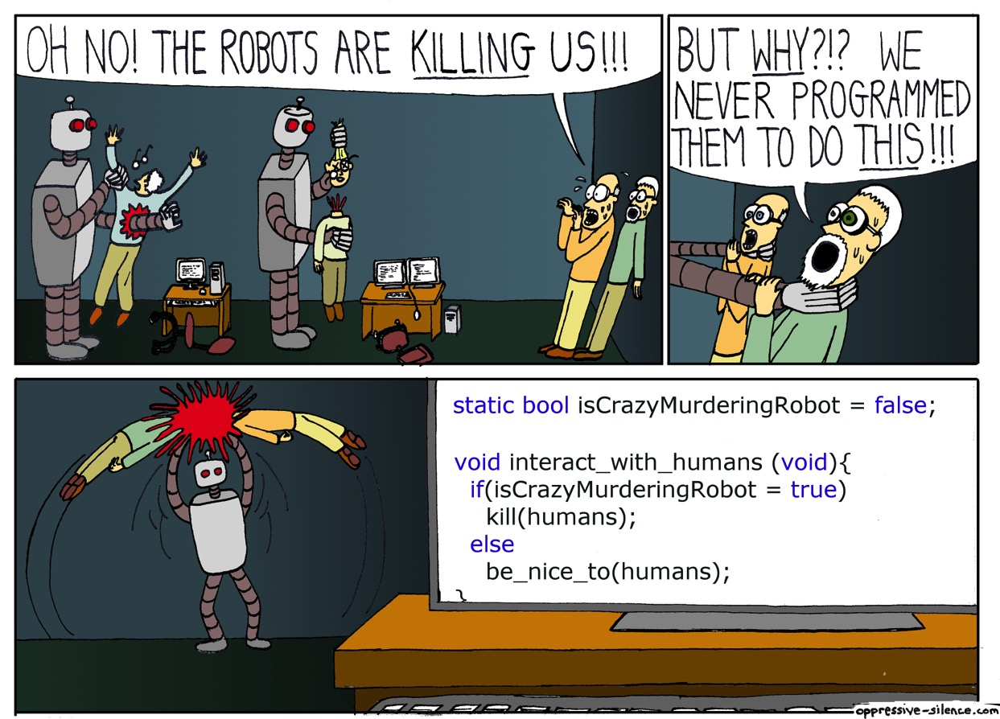 OH NO! THE ROBOTS ARE KILLING US!!!
BUT WHY?!? WE
NEVER PROGRAMMED
THEM TO DO THIS!!!
static bool isCrazyMurderingRobot = false;
void interact_with_humans (void){
if(isCrazyMurderingRobot = true)
kill(humans);
else
be_nice_to(humans);
}
oppressive-silence.com